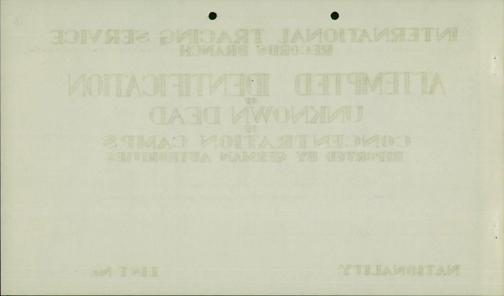 INTERNATIONAL TRACING SERVICE
RECORDS BRANCH
ATTEMPTED IDENTIFICATION
OF
UNKNOWN DEAD
IN
CONCENTRATION CAMPS
REPORTED BY GERMAN AUTHORITIES
NATIONALITY
LIST No.